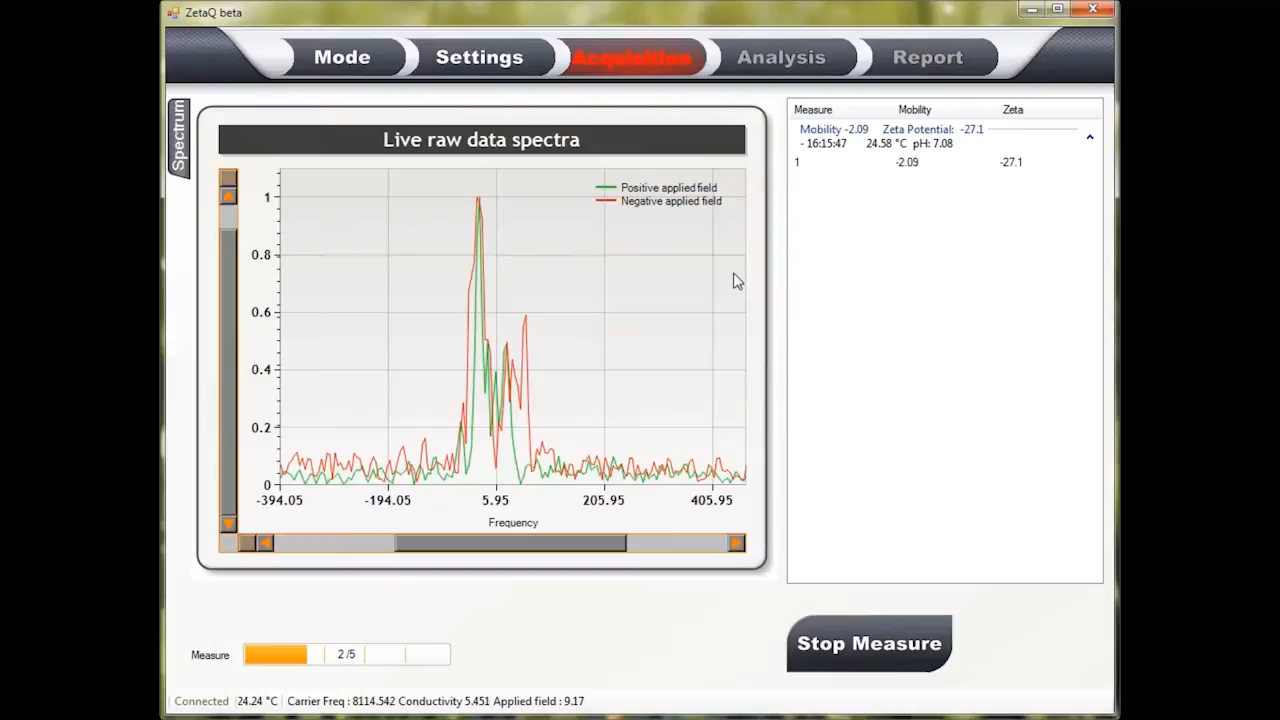 ZetaQ beta
Mode
Settings
Acquisition
Analysis
Report
Spectrum
Live raw data spectra
Positive applied field
Negative applied field
1
0.8
0.6
0.4
0.2
0
-394.05 -194.05 5.95 205.95 405.95
Frequency
Measure Mobility Zeta
Mobility -2.09 Zeta Potential: -27.1
- 16:15:47 24.58 °C pH: 7.08
1 -2.09 -27.1
Measure 2/5
Stop Measure
Connected 24.24 °C Carrier Freq : 8114.542 Conductivity 5.451 Applied field : 9.17